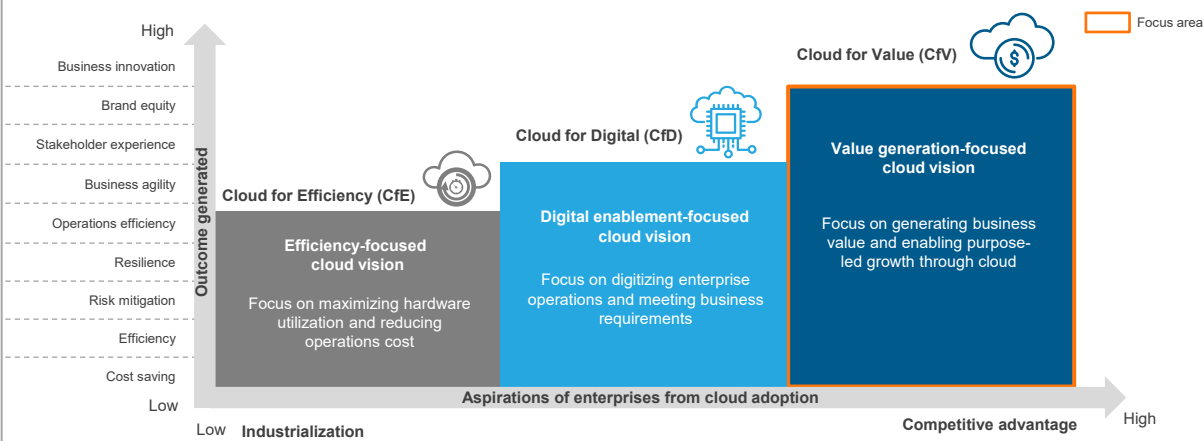 Focus area
High
Business innovation
Brand equity
Stakeholder experience
Business agility
Operations efficiency
Resilience
Risk mitigation
Efficiency
Cost saving
Low
Outcome generated
Cloud for Efficiency (CfE)
Efficiency-focused
cloud vision
Focus on maximizing hardware
utilization and reducing
operations cost
Cloud for Digital (CfD)
Digital enablement-focused
cloud vision
Focus on digitizing enterprise
operations and meeting business
requirements
Cloud for Value (CfV)
$
Value generation-focused
cloud vision
Focus on generating business
value and enabling purpose-
led growth through cloud
Aspirations of enterprises from cloud adoption
Low
Industrialization
Competitive advantage
High